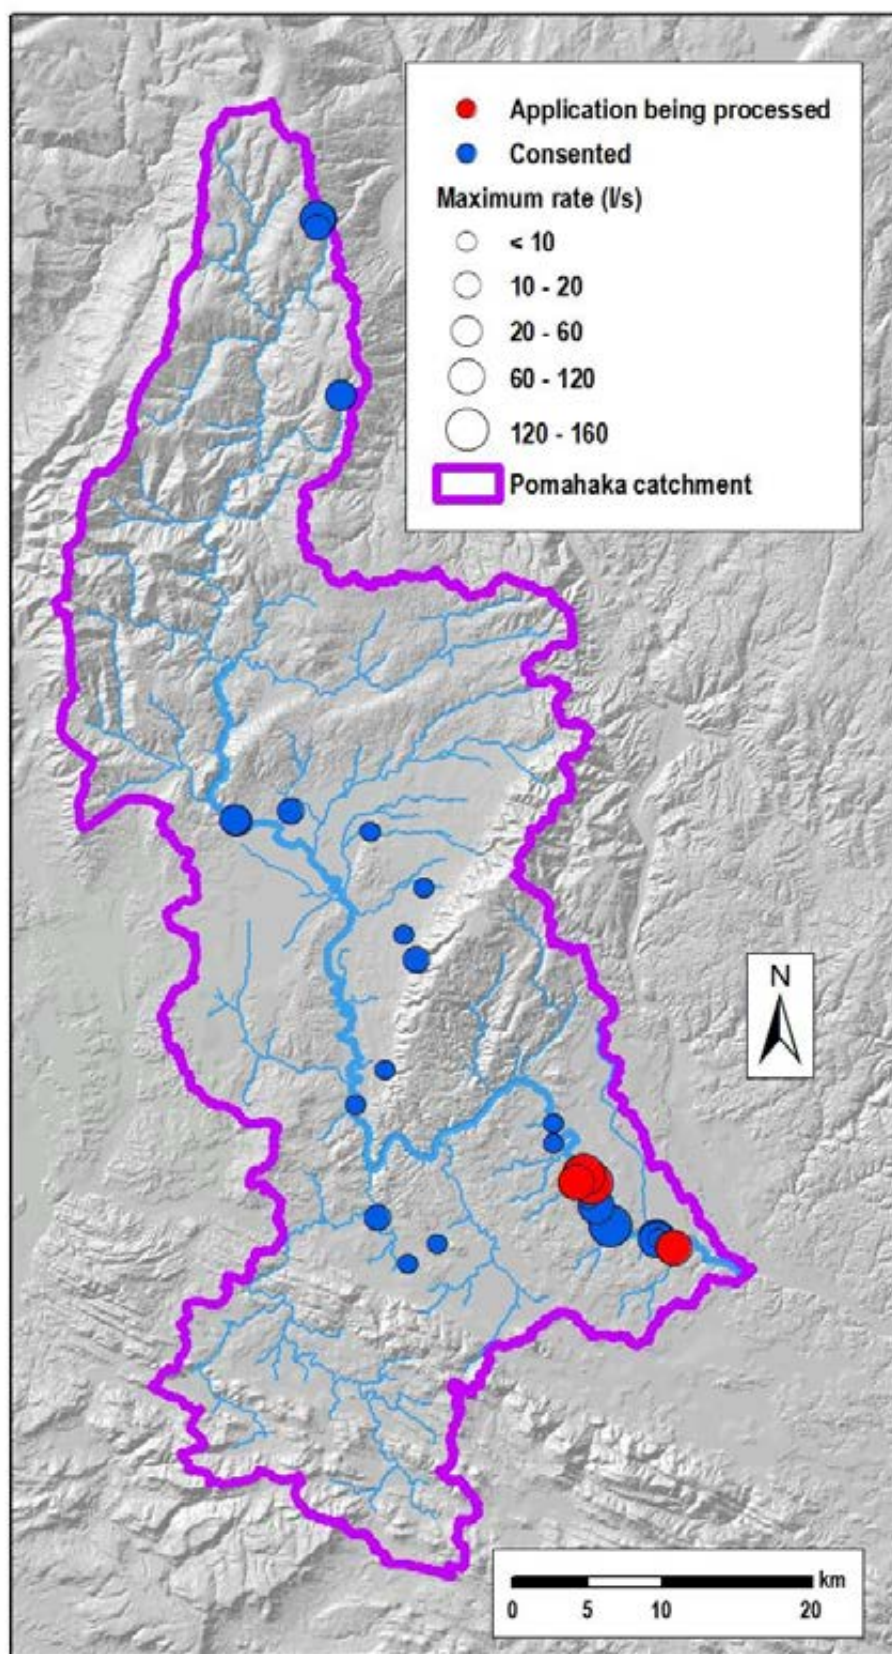 Application being processed
Consented
Maximum rate (l/s)
< 10
10 - 20
20 - 60
60 - 120
120 - 160
Pomahaka catchment
N
km
0 5 10 20